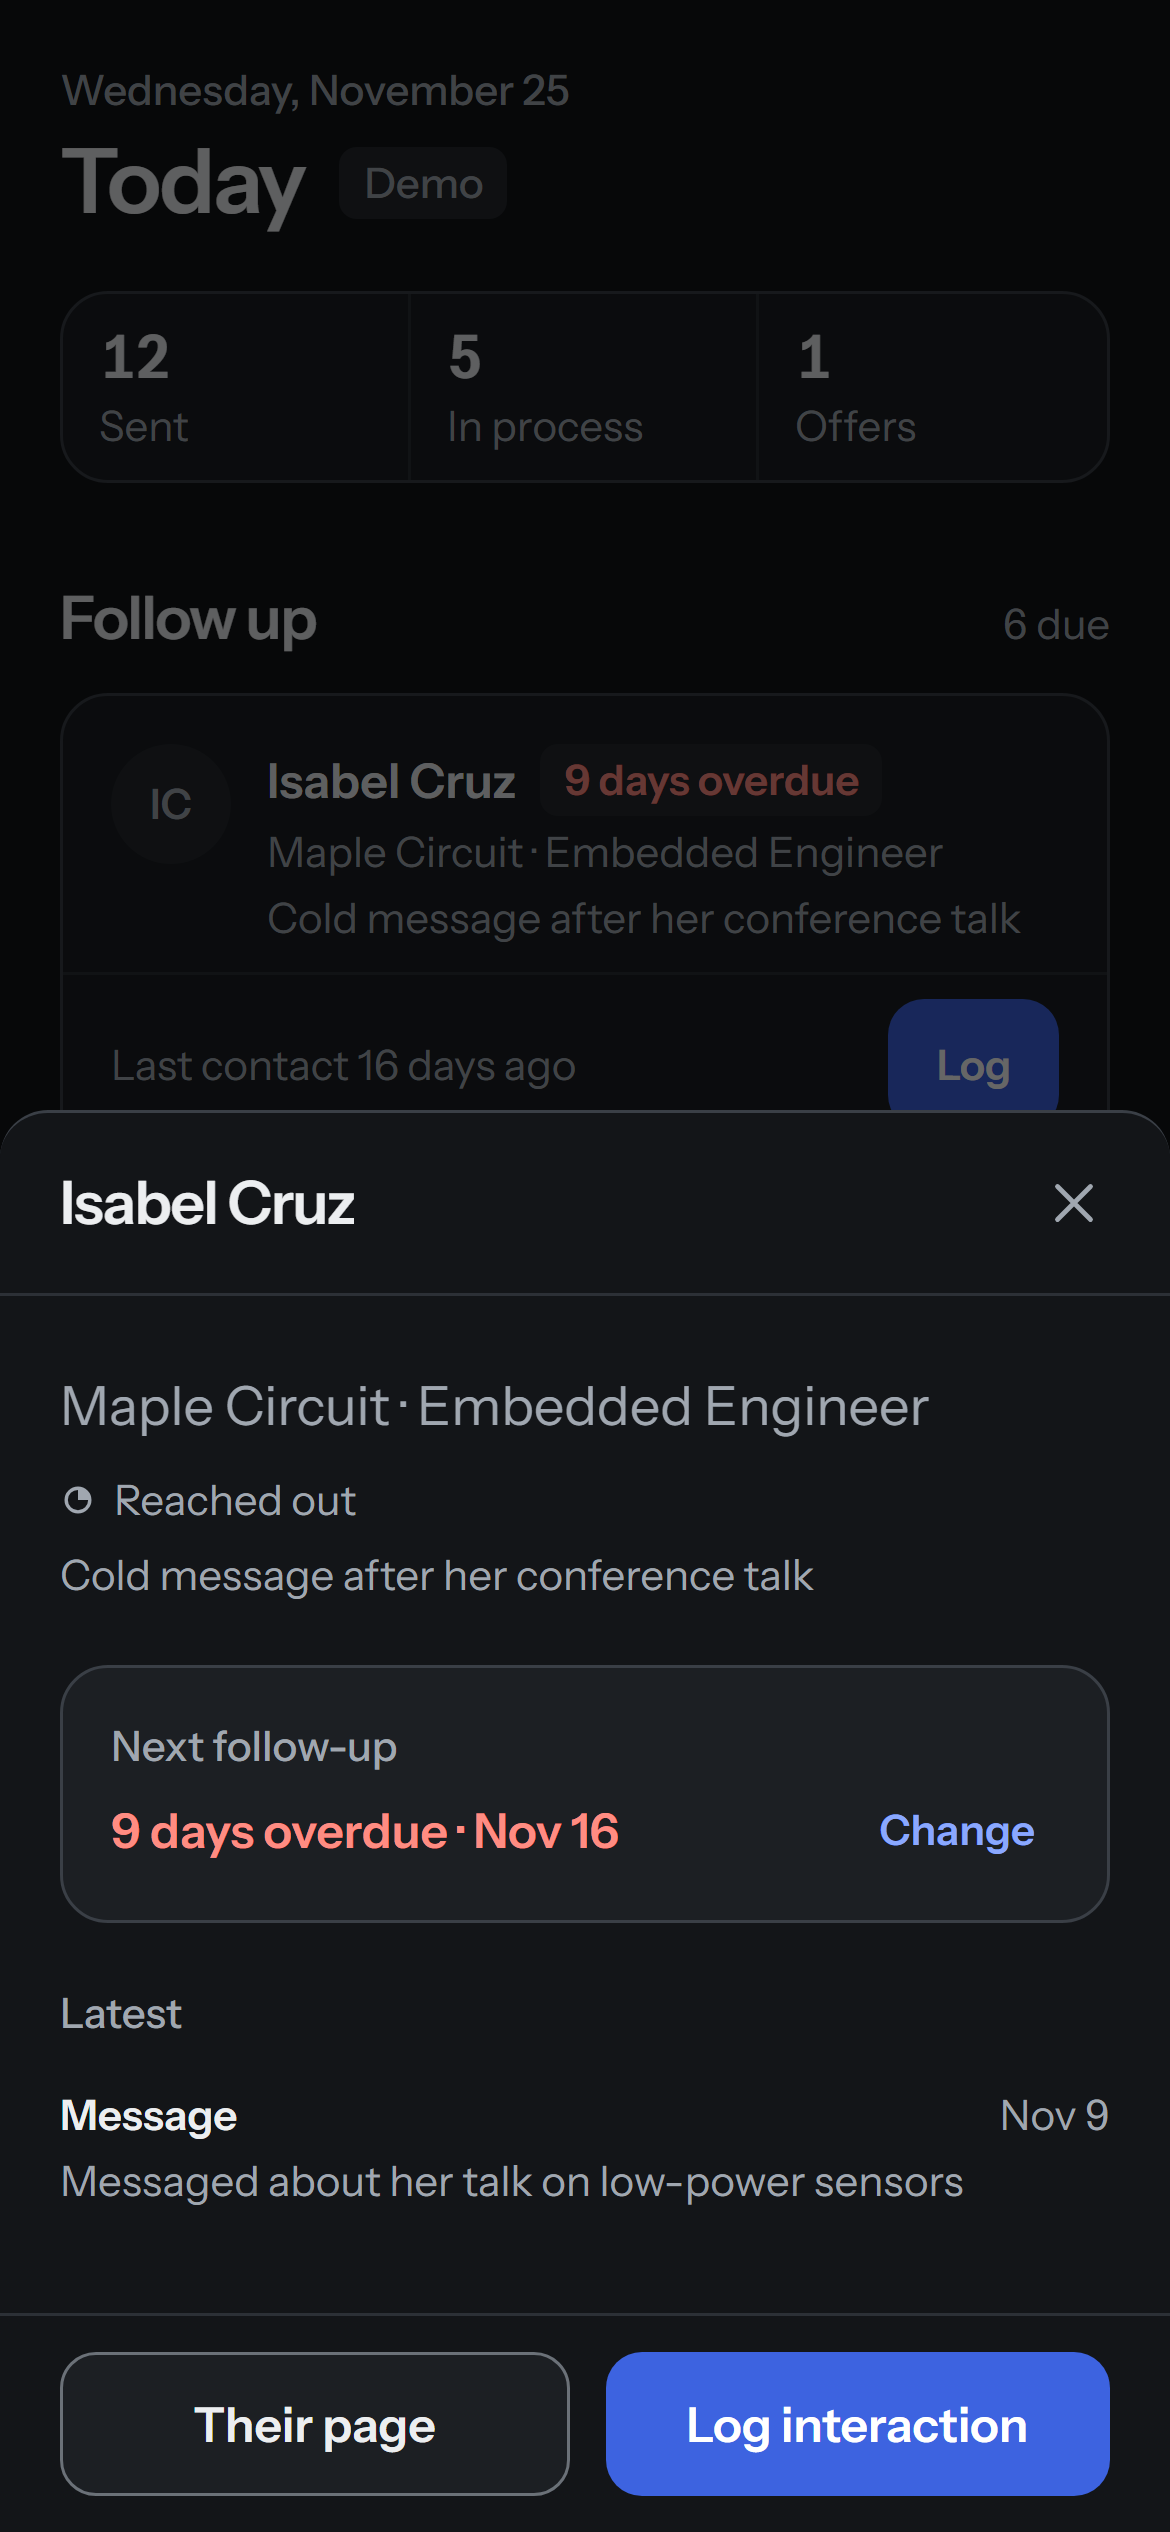 Wednesday, November 25
Today
Demo
12
Sent
5
In process
1
Offers
Follow up
6 due
IC
Isabel Cruz
9 days overdue
Maple Circuit · Embedded Engineer
Cold message after her conference talk
Last contact 16 days ago
Log
Isabel Cruz
Maple Circuit · Embedded Engineer
Reached out
Cold message after her conference talk
Next follow-up
9 days overdue · Nov 16
Change
Latest
Message
Nov 9
Messaged about her talk on low-power sensors
Their page
Log interaction